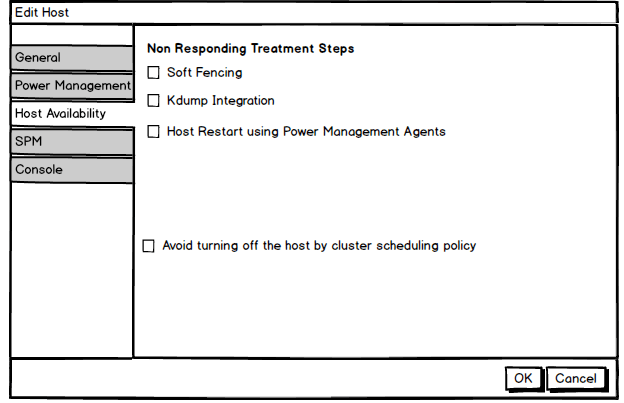 Edit Host
General
Power Management
Host Availability
SPM
Console
Non Responding Treatment Steps
Soft Fencing
Kdump Integration
Host Restart using Power Management Agents
Avoid turning off the host by cluster scheduling policy
OK
Cancel